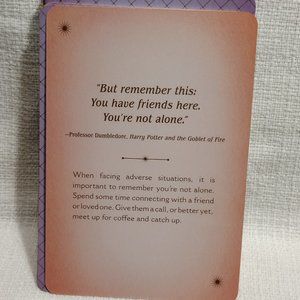 "But remember this:
You have friends here.
You're not alone."
—Professor Dumbledore, Harry Potter and the Goblet of Fire
When facing adverse situations, it is
important to remember you're not alone.
Spend some time connecting with a friend
or loved one. Give them a call, or better yet,
meet up for coffee and catch up.